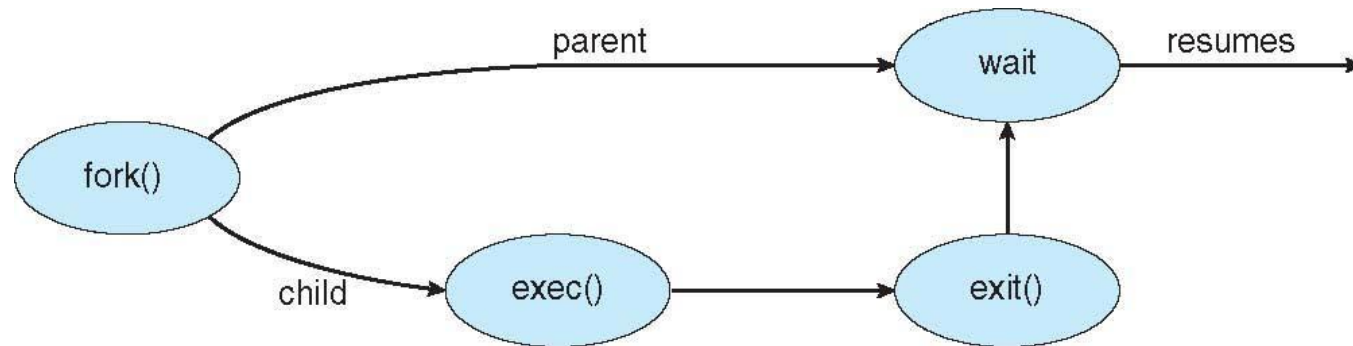 parent
resumes
wait
fork()
child
exec()
exit()